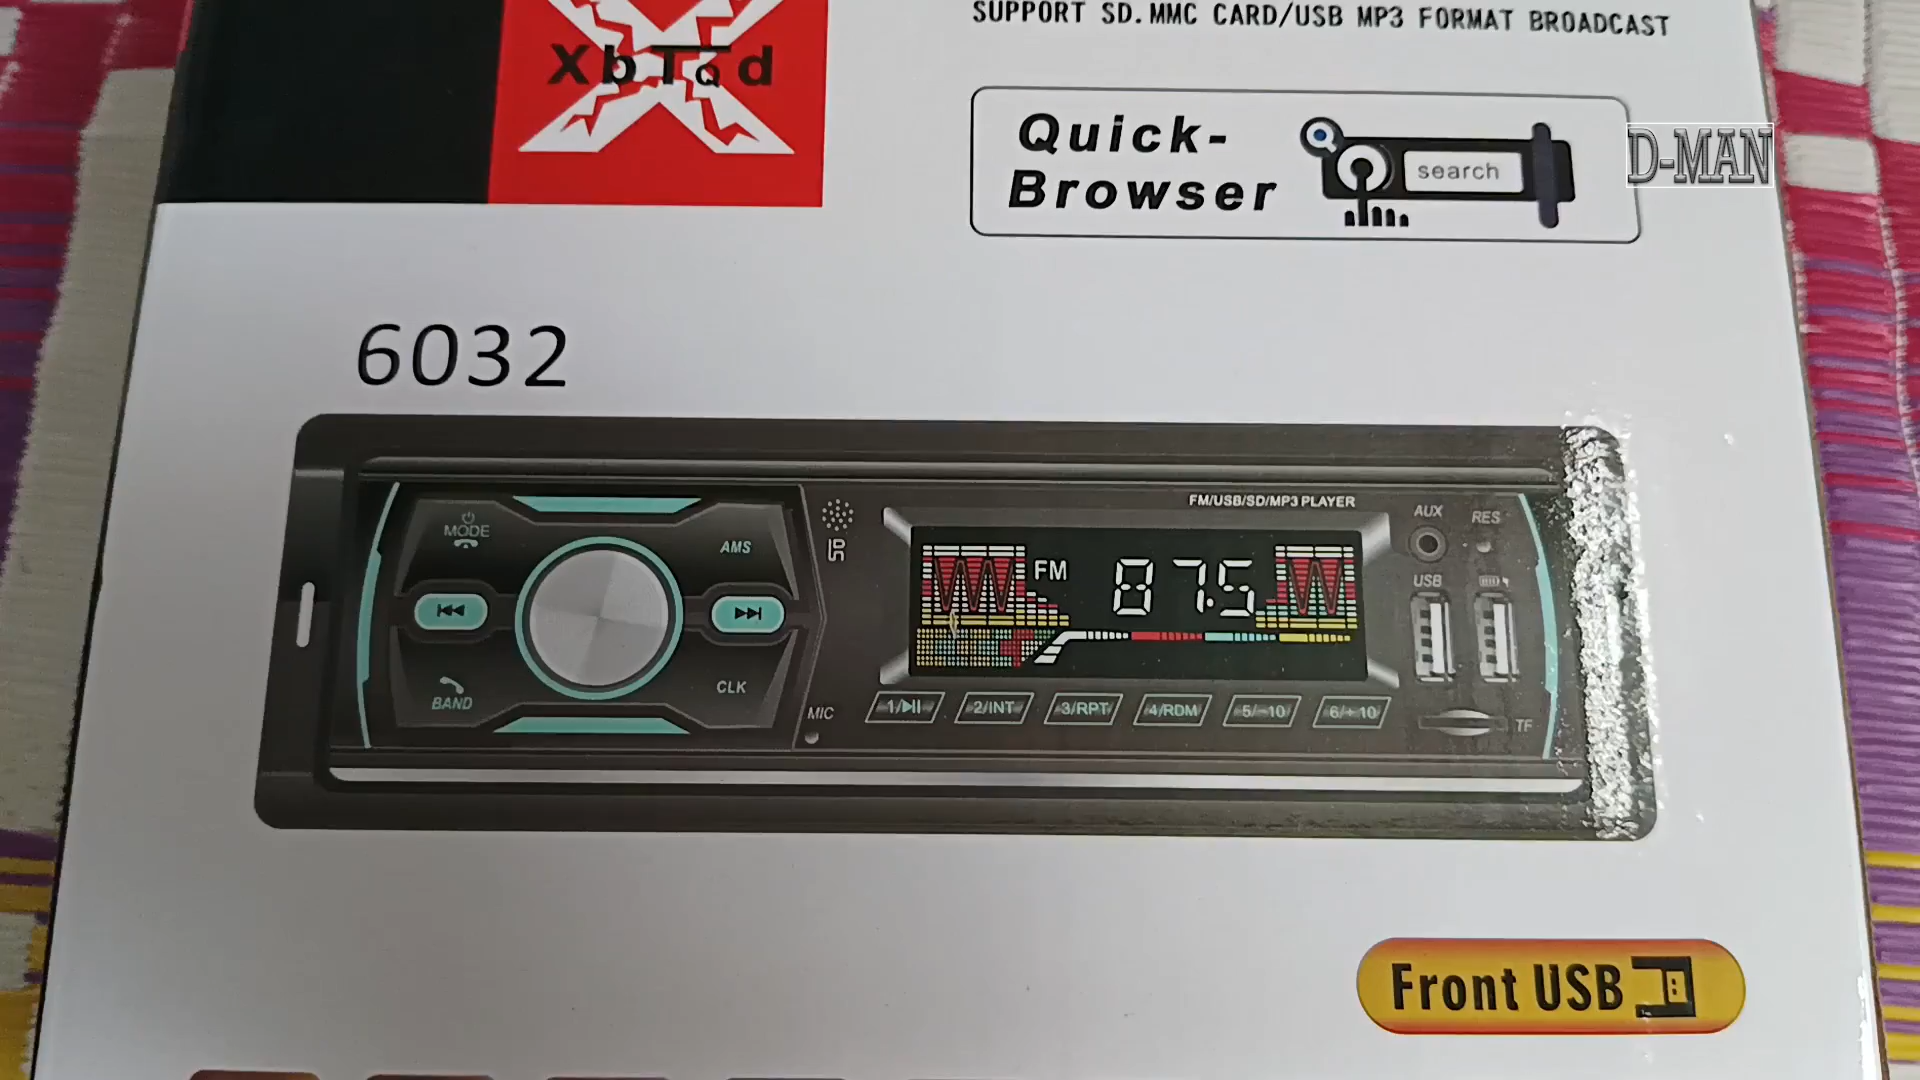 SUPPORT SD.MMC CARD/USB MP3 FORMAT BROADCAST
XbTQd
Quick-
Browser
search
D-MAN
6032
FM/USB/SD/MP3 PLAYER
MODE
AMS
AUX
RES
FM 87.5
USB
BAND
CLK
MIC
1/▶II
2/INT
3/RPT
4/RDM
5/-10
6/+10
TF
Front USB